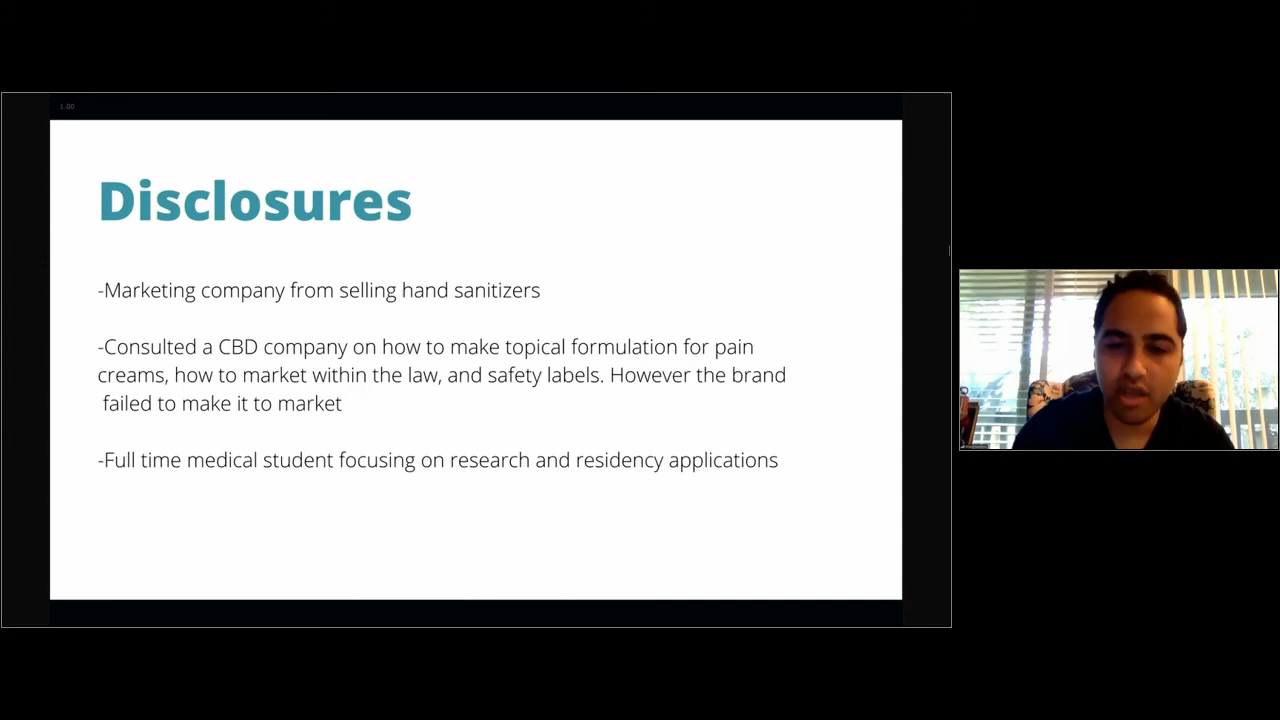 1.00
Disclosures
-Marketing company from selling hand sanitizers
-Consulted a CBD company on how to make topical formulation for pain
creams, how to market within the law, and safety labels. However the brand
failed to make it to market
-Full time medical student focusing on research and residency applications